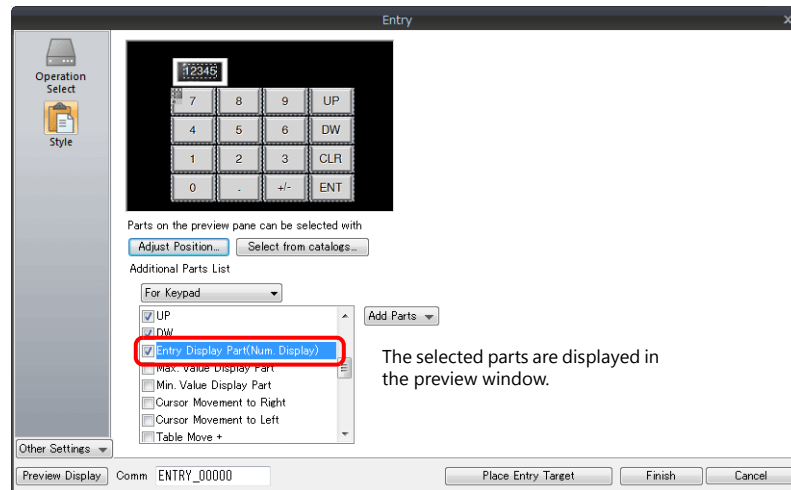 Entry
x
Operation
Select
Style
12345
7 8 9 UP
4 5 6 DW
1 2 3 CLR
0 . +/- ENT
Parts on the preview pane can be selected with
Adjust Position... Select from catalogs...
Additional Parts List
For Keypad
UP
Add Parts
DW
Entry Display Part(Num. Display)
Max. Value Display Part
Min. Value Display Part
Cursor Movement to Right
Cursor Movement to Left
Table Move +
The selected parts are displayed in
the preview window.
Other Settings
Preview Display Comm ENTRY_00000 Place Entry Target Finish Cancel